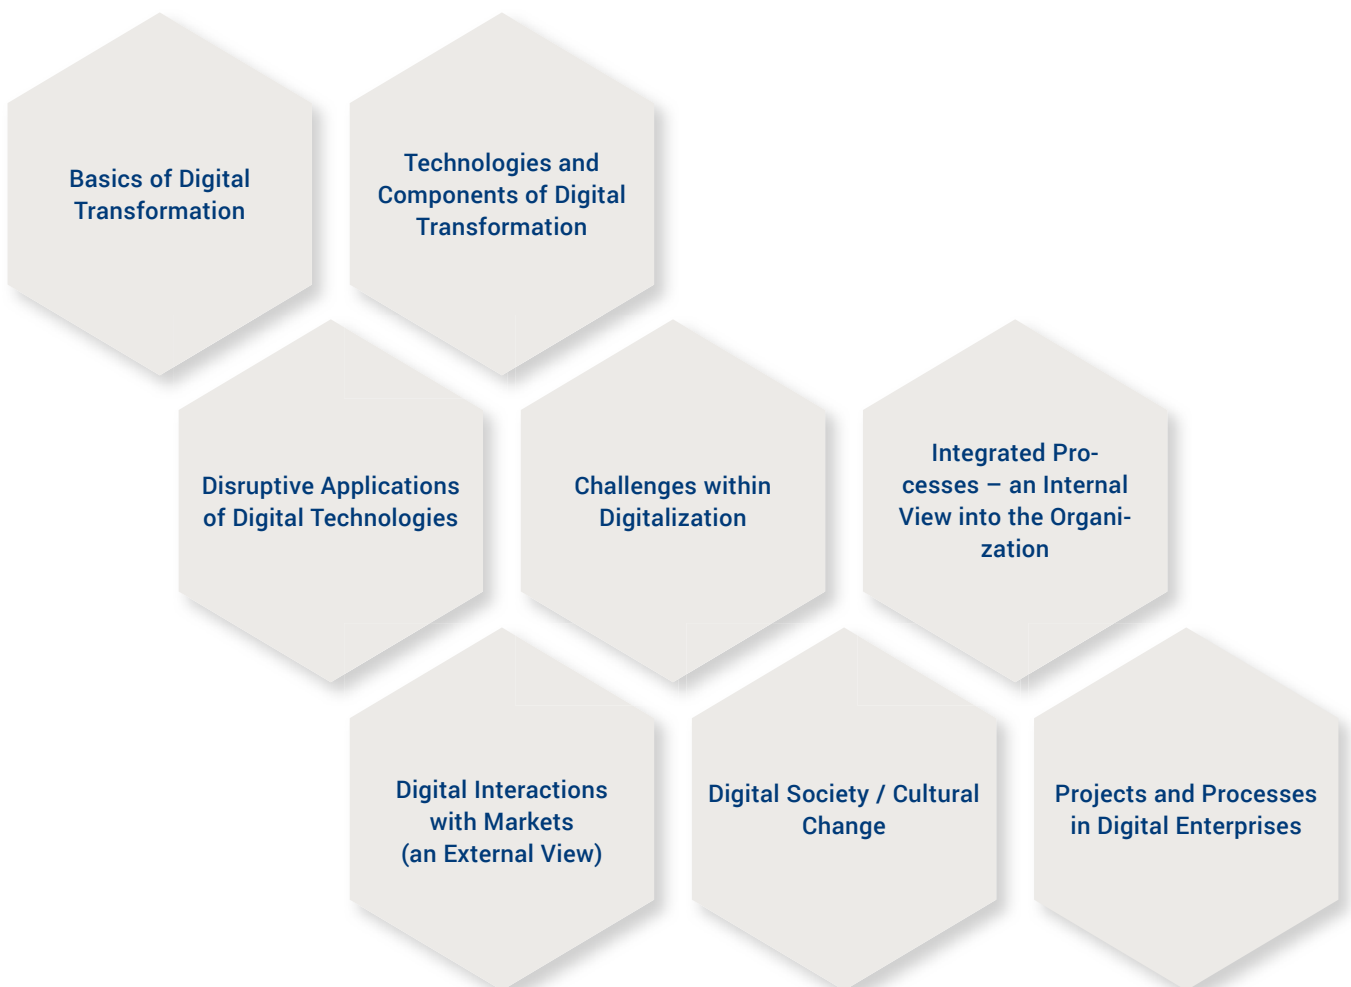 Basics of Digital
Transformation
Technologies and
Components of Digital
Transformation
Disruptive Applications
of Digital Technologies
Challenges within
Digitalization
Integrated Pro-
cesses – an Internal
View into the Organi-
zation
Digital Interactions
with Markets
(an External View)
Digital Society / Cultural
Change
Projects and Processes
in Digital Enterprises